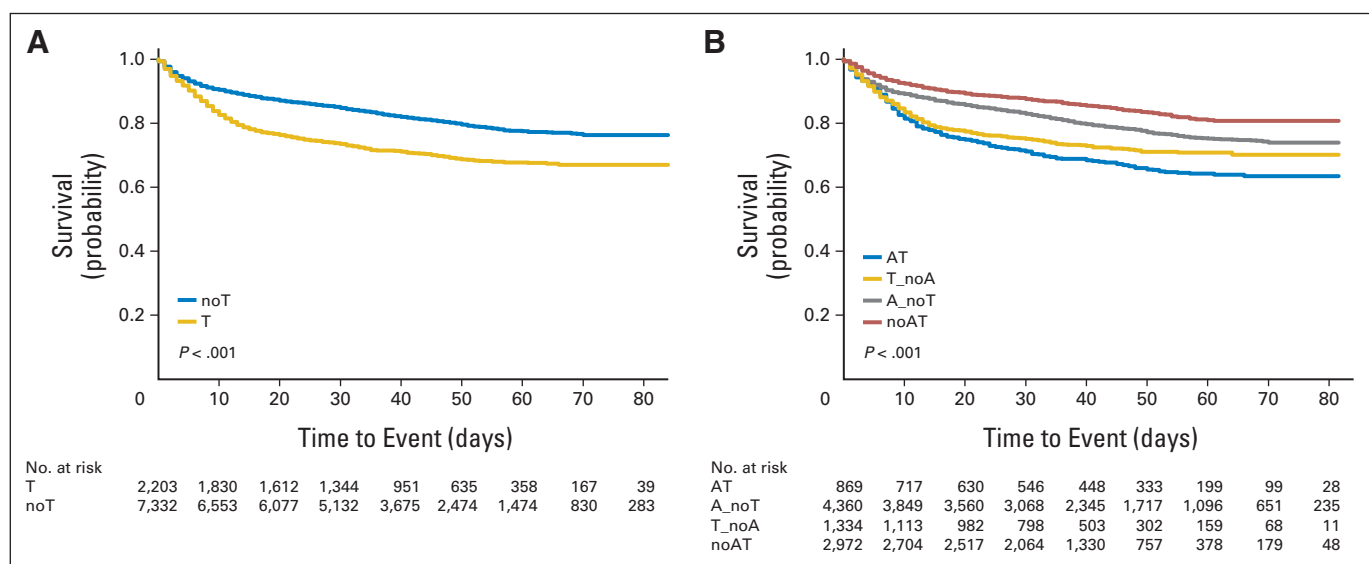 A
1.0
0.8
0.6
0.4
0.2
Survival
(probability)
noT
T
P < .001
0 10 20 30 40 50 60 70 80
Time to Event (days)
No. at risk
T 2,203 1,830 1,612 1,344 951 635 358 167 39
noT 7,332 6,553 6,077 5,132 3,675 2,474 1,474 830 283
B
1.0
0.8
0.6
0.4
0.2
Survival
(probability)
AT
T_noA
A_noT
noAT
P < .001
0 10 20 30 40 50 60 70 80
Time to Event (days)
No. at risk
AT 869 717 630 546 448 333 199 99 28
A_noT 4,360 3,849 3,560 3,068 2,345 1,717 1,096 651 235
T_noA 1,334 1,113 982 798 503 302 159 68 11
noAT 2,972 2,704 2,517 2,064 1,330 757 378 179 48